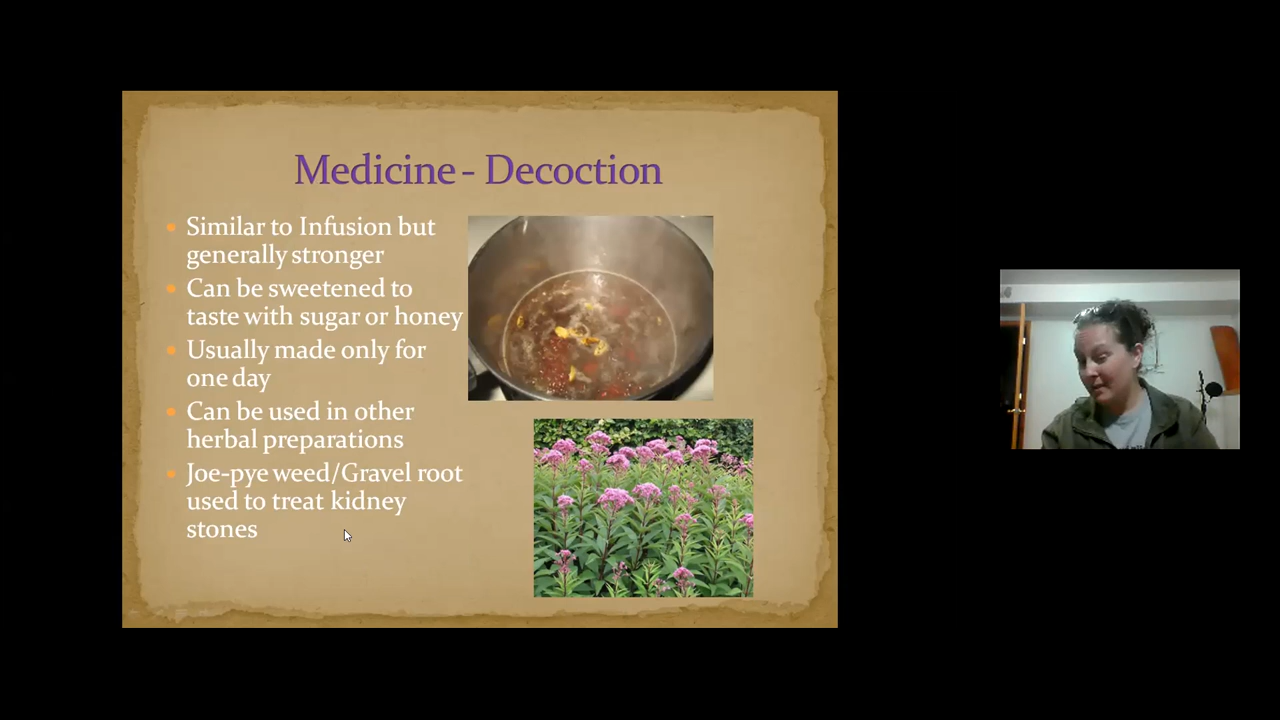 Medicine - Decoction
Similar to Infusion but
generally stronger
Can be sweetened to
taste with sugar or honey
Usually made only for
one day
Can be used in other
herbal preparations
Joe-pye weed/Gravel root
used to treat kidney
stones